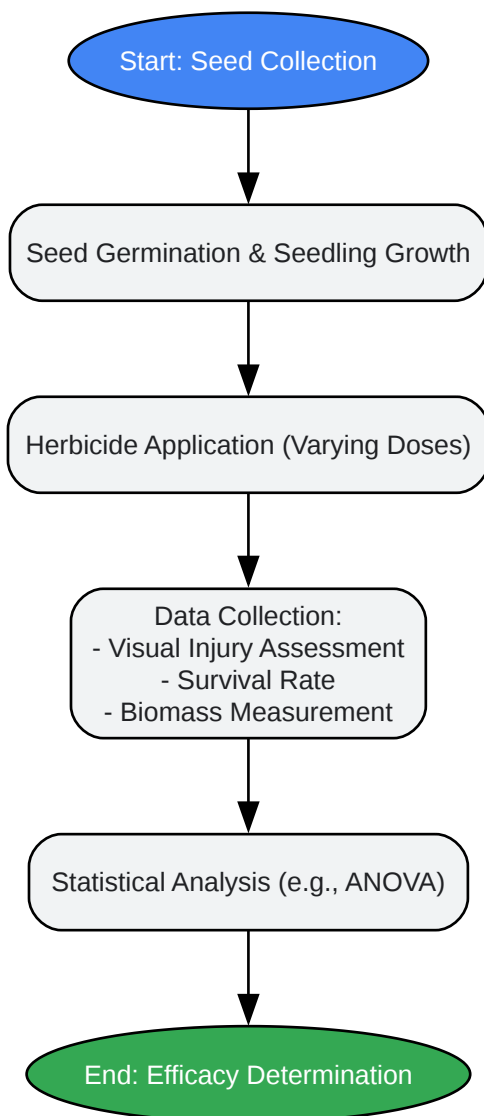 Start: Seed Collection
Seed Germination & Seedling Growth
Herbicide Application (Varying Doses)
Data Collection:
- Visual Injury Assessment
- Survival Rate
- Biomass Measurement
Statistical Analysis (e.g., ANOVA)
End: Efficacy Determination